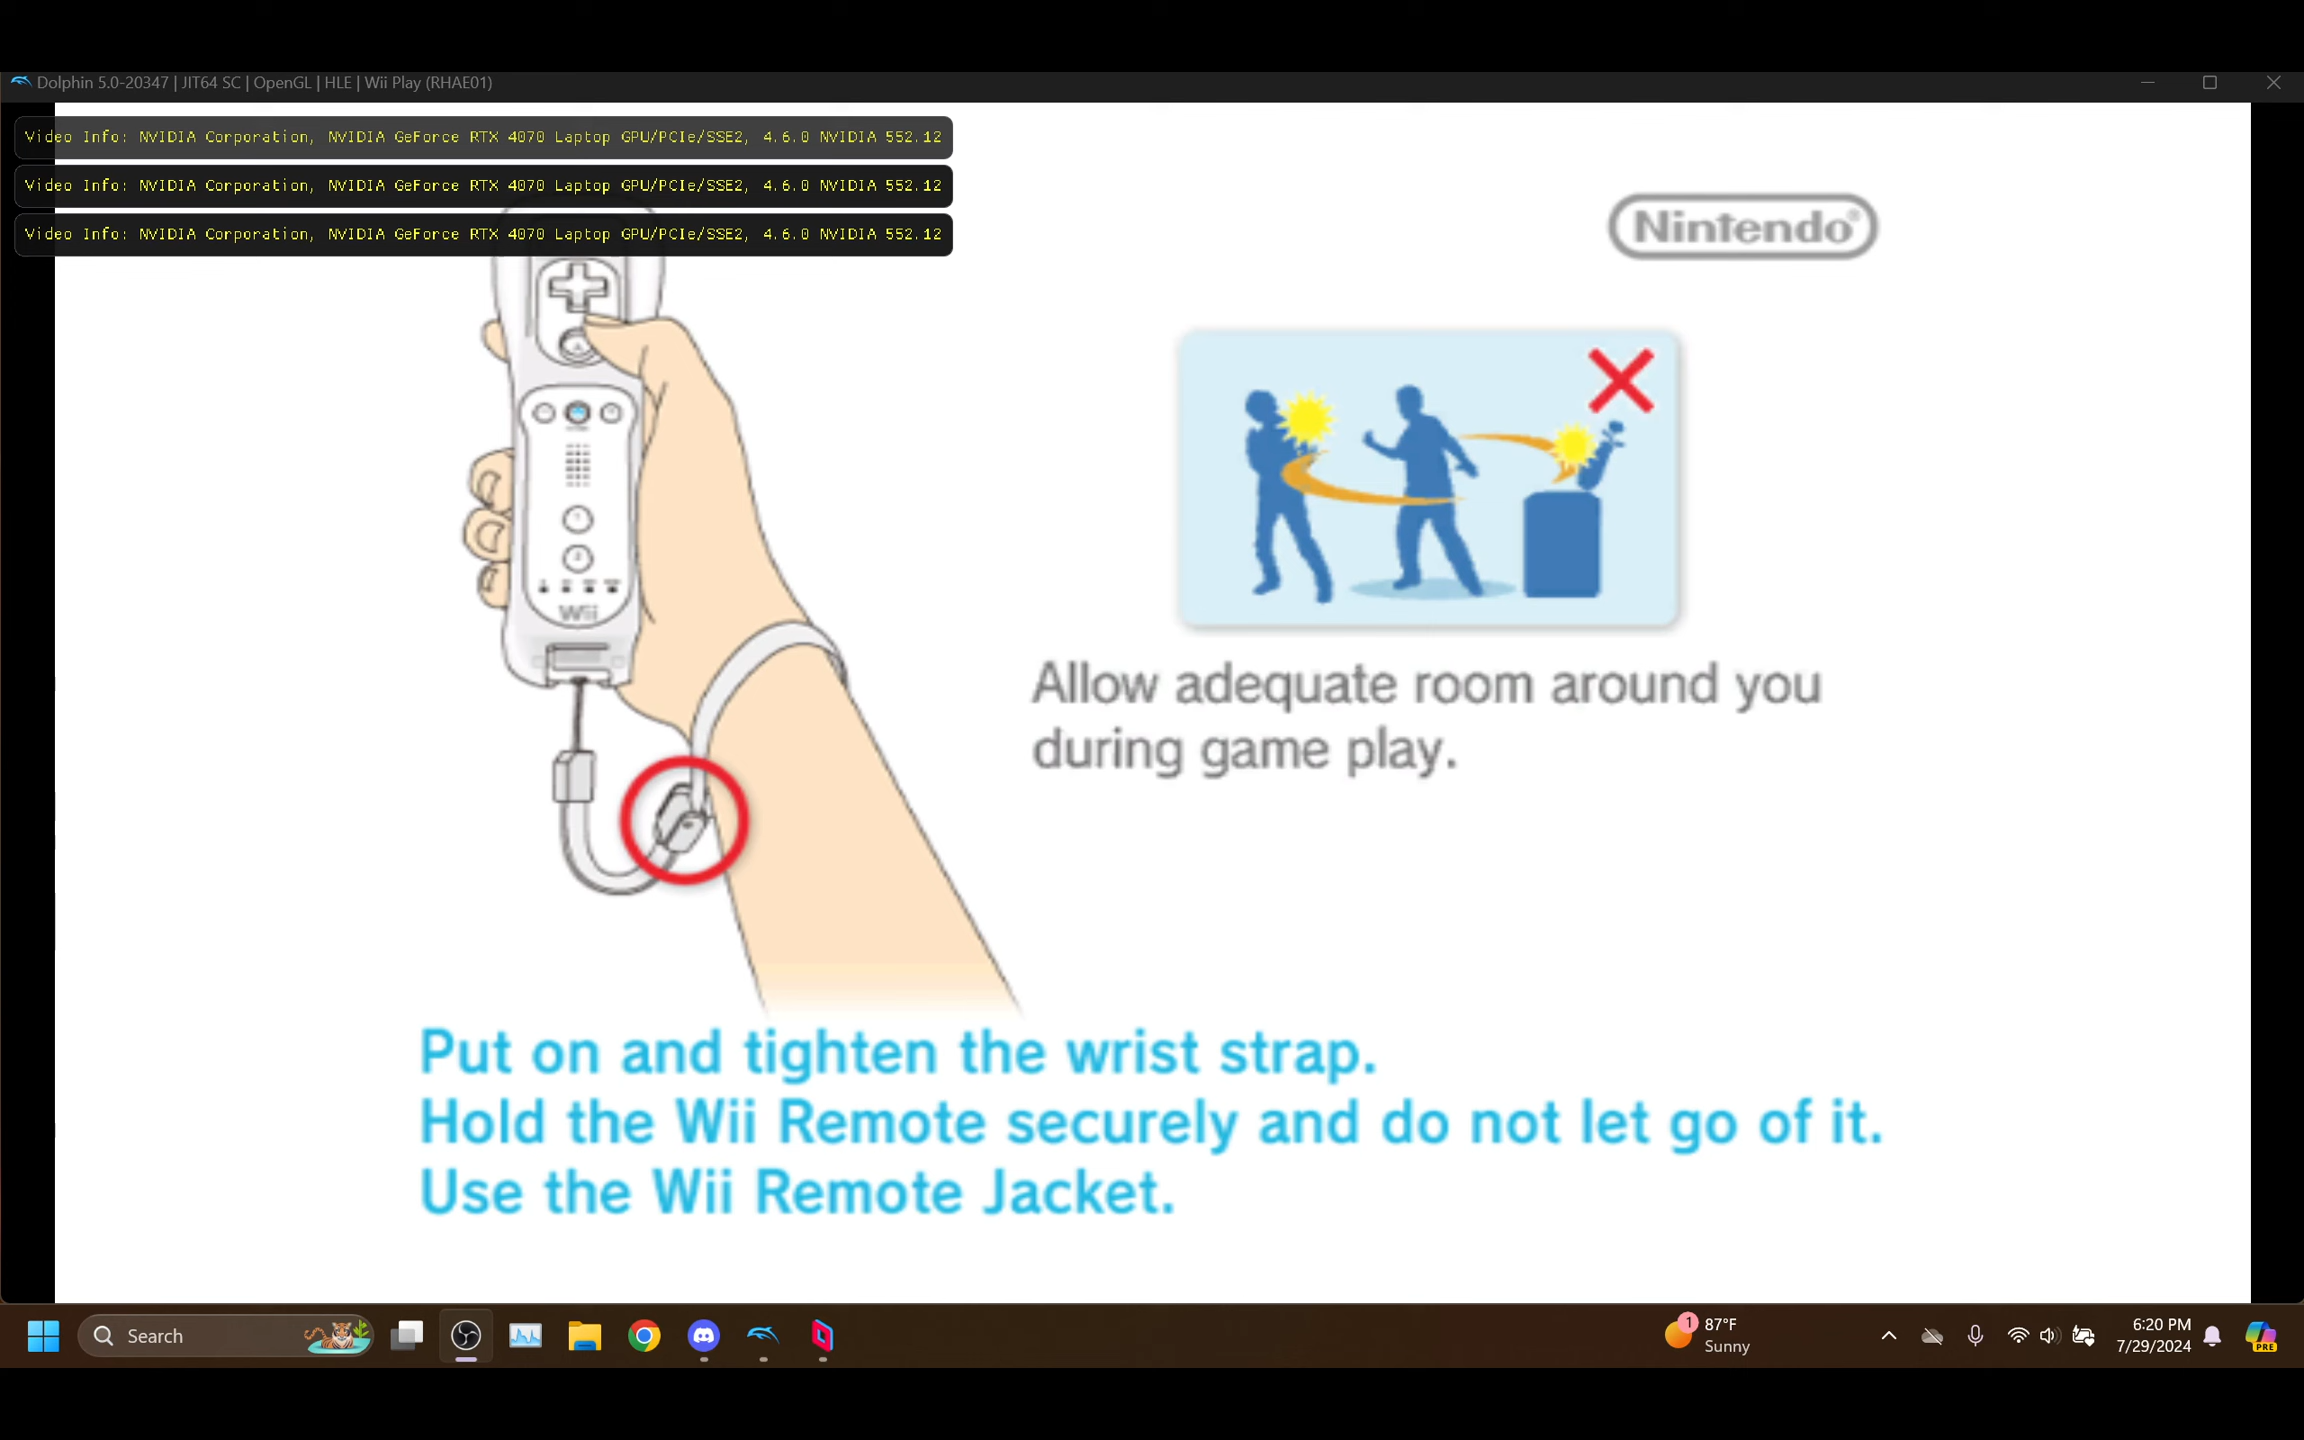 Dolphin 5.0-20347 | JIT64 SC | OpenGL | HLE | Wii Play (RHAE01)
Video Info: NVIDIA Corporation, NVIDIA GeForce RTX 4070 Laptop GPU/PCIe/SSE2, 4.6.0 NVIDIA 552.12
Video Info: NVIDIA Corporation, NVIDIA GeForce RTX 4070 Laptop GPU/PCIe/SSE2, 4.6.0 NVIDIA 552.12
Video Info: NVIDIA Corporation, NVIDIA GeForce RTX 4070 Laptop GPU/PCIe/SSE2, 4.6.0 NVIDIA 552.12
Nintendo®
Wii
Allow adequate room around you
during game play.
Put on and tighten the wrist strap.
Hold the Wii Remote securely and do not let go of it.
Use the Wii Remote Jacket.
Search
1
87°F
Sunny
6:20 PM
7/29/2024
PRE